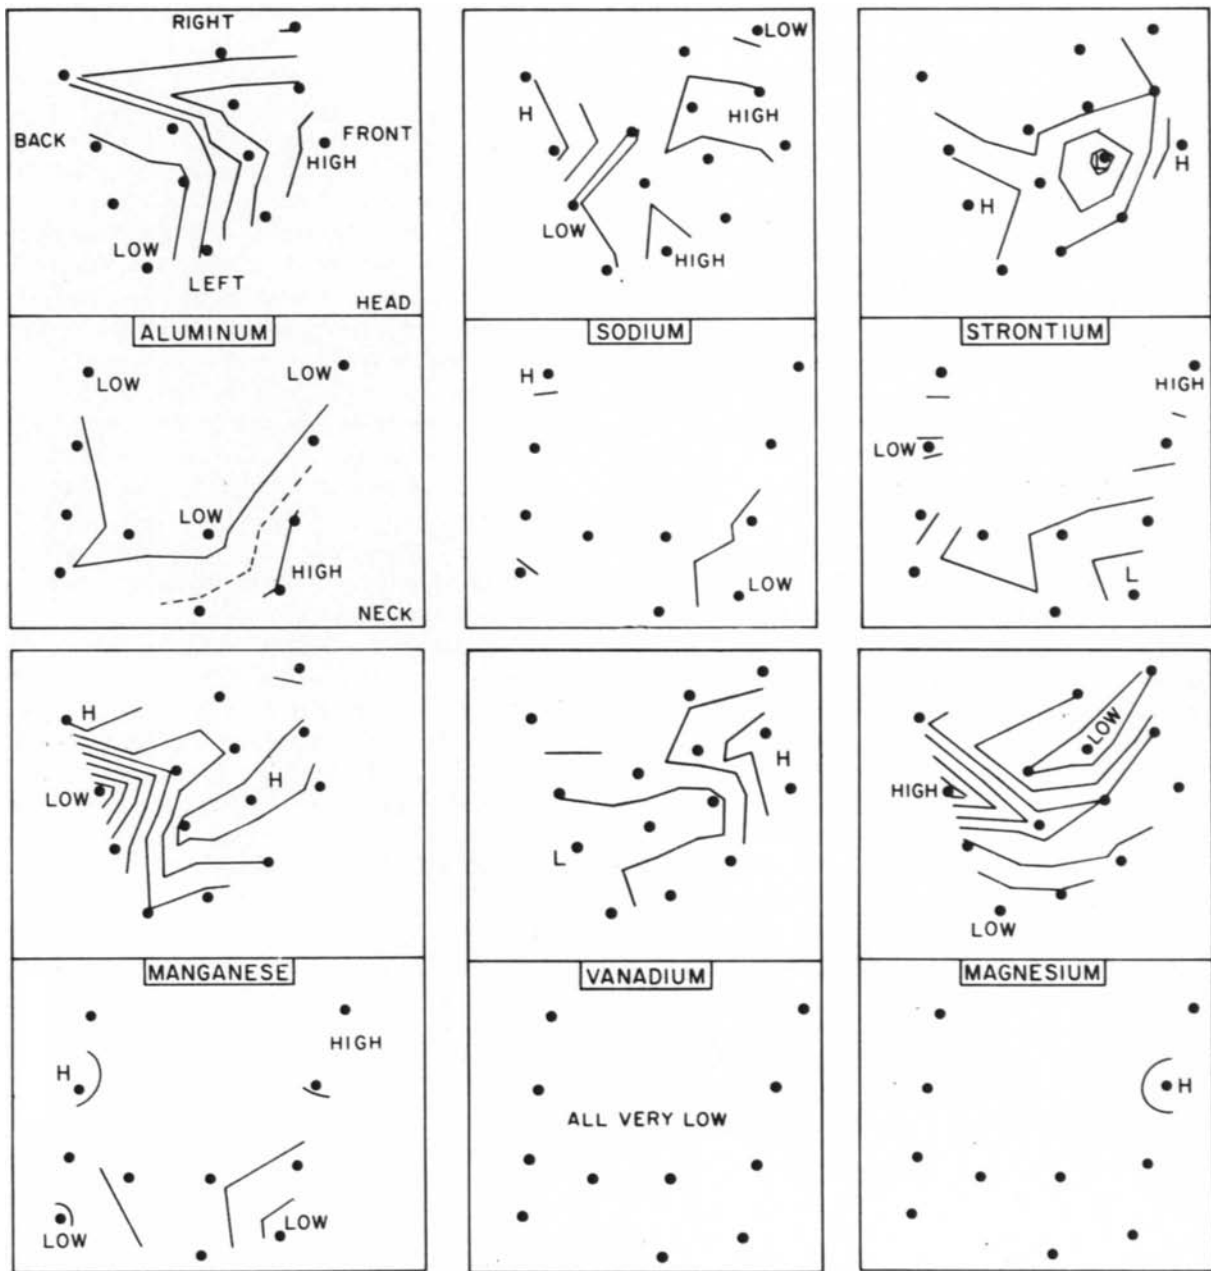 RIGHT
BACK
FRONT
HIGH
LOW
LEFT
HEAD
ALUMINUM
LOW
LOW
LOW
HIGH
NECK
LOW
H
HIGH
LOW
HIGH
SODIUM
H
LOW
H
L
H
STRONTIUM
HIGH
LOW
L
H
LOW
H
MANGANESE
H
HIGH
LOW
LOW
H
L
VANADIUM
ALL VERY LOW
LOW
HIGH
LOW
MAGNESIUM
H